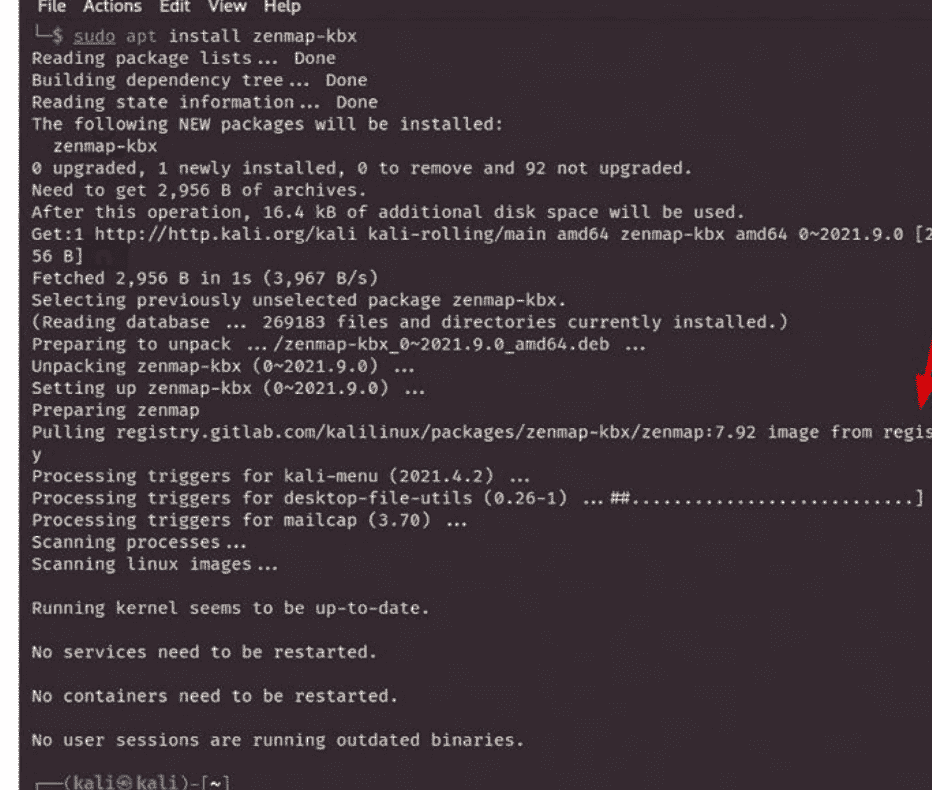 File Actions Edit View Help
└─$ sudo apt install zenmap-kbx
Reading package lists... Done
Building dependency tree... Done
Reading state information... Done
The following NEW packages will be installed:
  zenmap-kbx
0 upgraded, 1 newly installed, 0 to remove and 92 not upgraded.
Need to get 2,956 B of archives.
After this operation, 16.4 kB of additional disk space will be used.
Get:1 http://http.kali.org/kali kali-rolling/main amd64 zenmap-kbx amd64 0~2021.9.0 [2
56 B]
Fetched 2,956 B in 1s (3,967 B/s)
Selecting previously unselected package zenmap-kbx.
(Reading database ... 269183 files and directories currently installed.)
Preparing to unpack .../zenmap-kbx_0~2021.9.0_amd64.deb ...
Unpacking zenmap-kbx (0~2021.9.0) ...
Setting up zenmap-kbx (0~2021.9.0) ...
Preparing zenmap
Pulling registry.gitlab.com/kalilinux/packages/zenmap-kbx/zenmap:7.92 image from regis
y
Processing triggers for kali-menu (2021.4.2) ...
Processing triggers for desktop-file-utils (0.26-1) ...##...........................]
Processing triggers for mailcap (3.70) ...
Scanning processes...
Scanning linux images...
Running kernel seems to be up-to-date.
No services need to be restarted.
No containers need to be restarted.
No user sessions are running outdated binaries.
┌──(kali㉿kali)-[~]